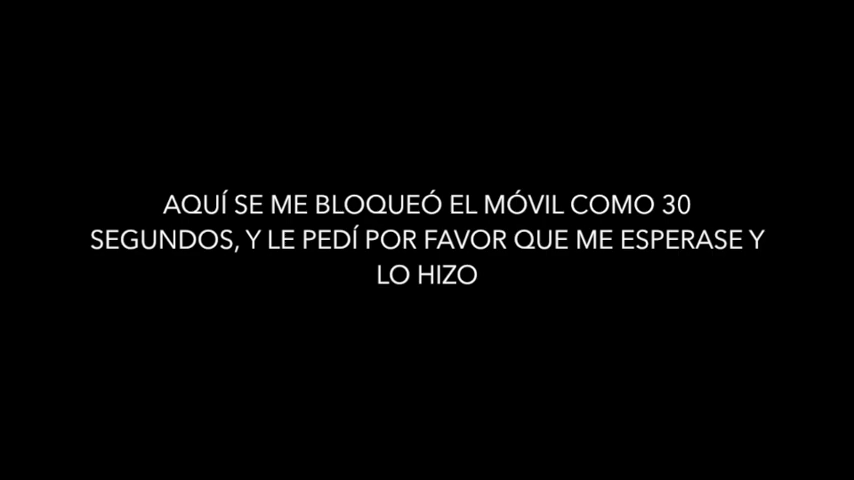 AQUÍ SE ME BLOQUEÓ EL MÓVIL COMO 30
SEGUNDOS, Y LE PEDÍ POR FAVOR QUE ME ESPERASE Y
LO HIZO